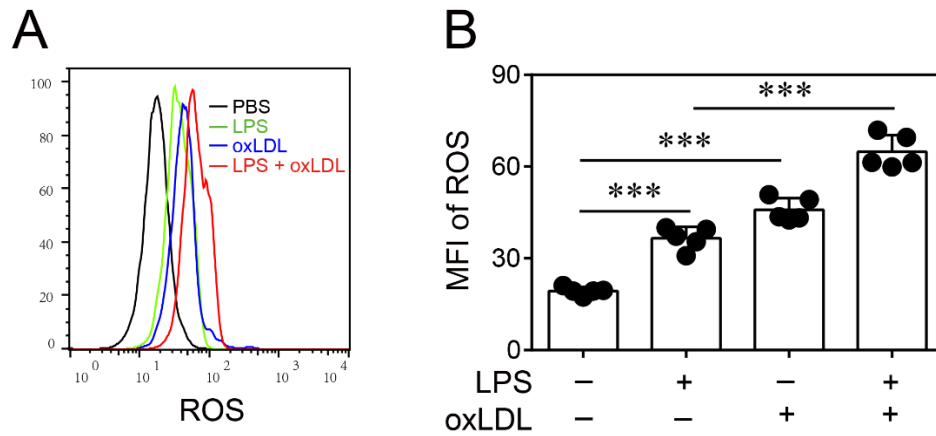 A
100
80
60
40
20
0
PBS
LPS
oxLDL
LPS + oxLDL
10 0
10 1
10 2
10 3
10 4
ROS
B
MFI of ROS
90
60
30
0
***
***
***
LPS – + – +
oxLDL – – + +